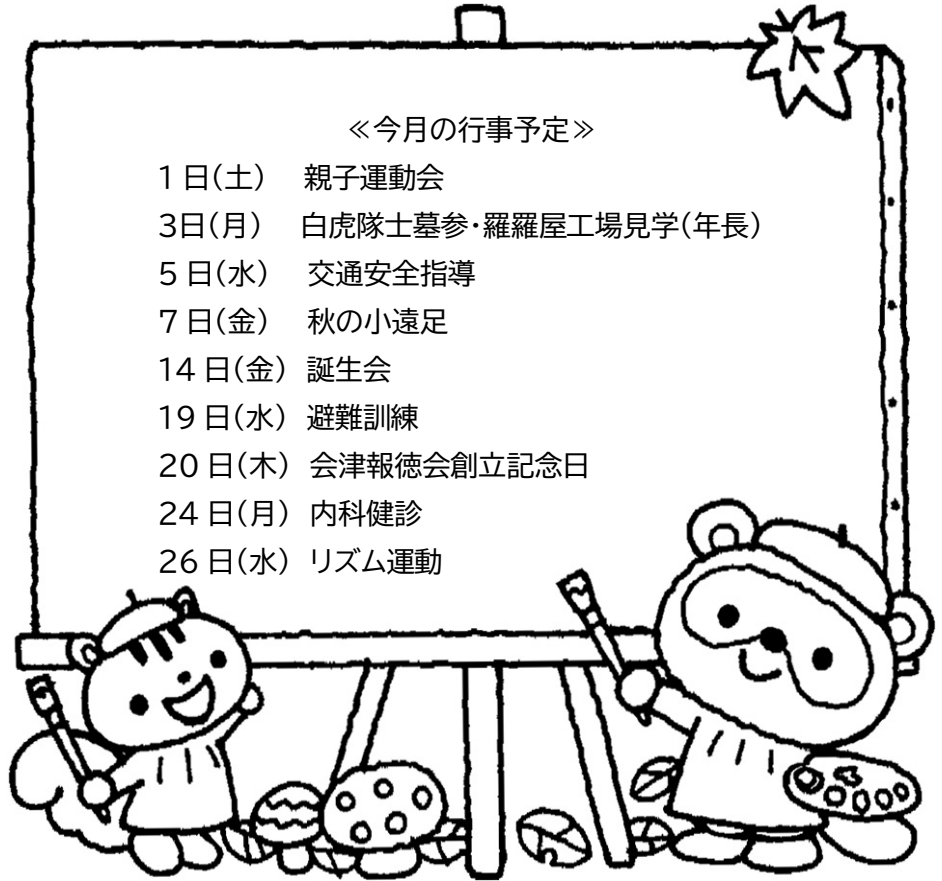 ≪今月の行事予定≫
1日(土) 親子運動会
3日(月) 白虎隊士墓参・羅羅屋工場見学(年長)
5日(水) 交通安全指導
7日(金) 秋の小遠足
14日(金) 誕生会
19日(水) 避難訓練
20日(木) 会津報徳会創立記念日
24日(月) 内科健診
26日(水) リズム運動